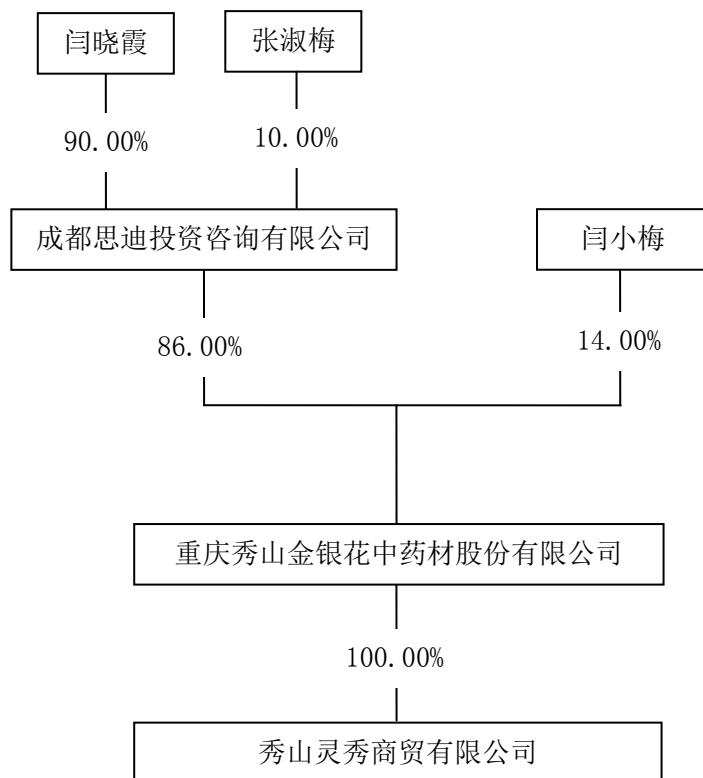 闫晓霞
张淑梅
90.00%
10.00%
成都思迪投资咨询有限公司
闫小梅
86.00%
14.00%
重庆秀山金银花中药材股份有限公司
100.00%
秀山灵秀商贸有限公司